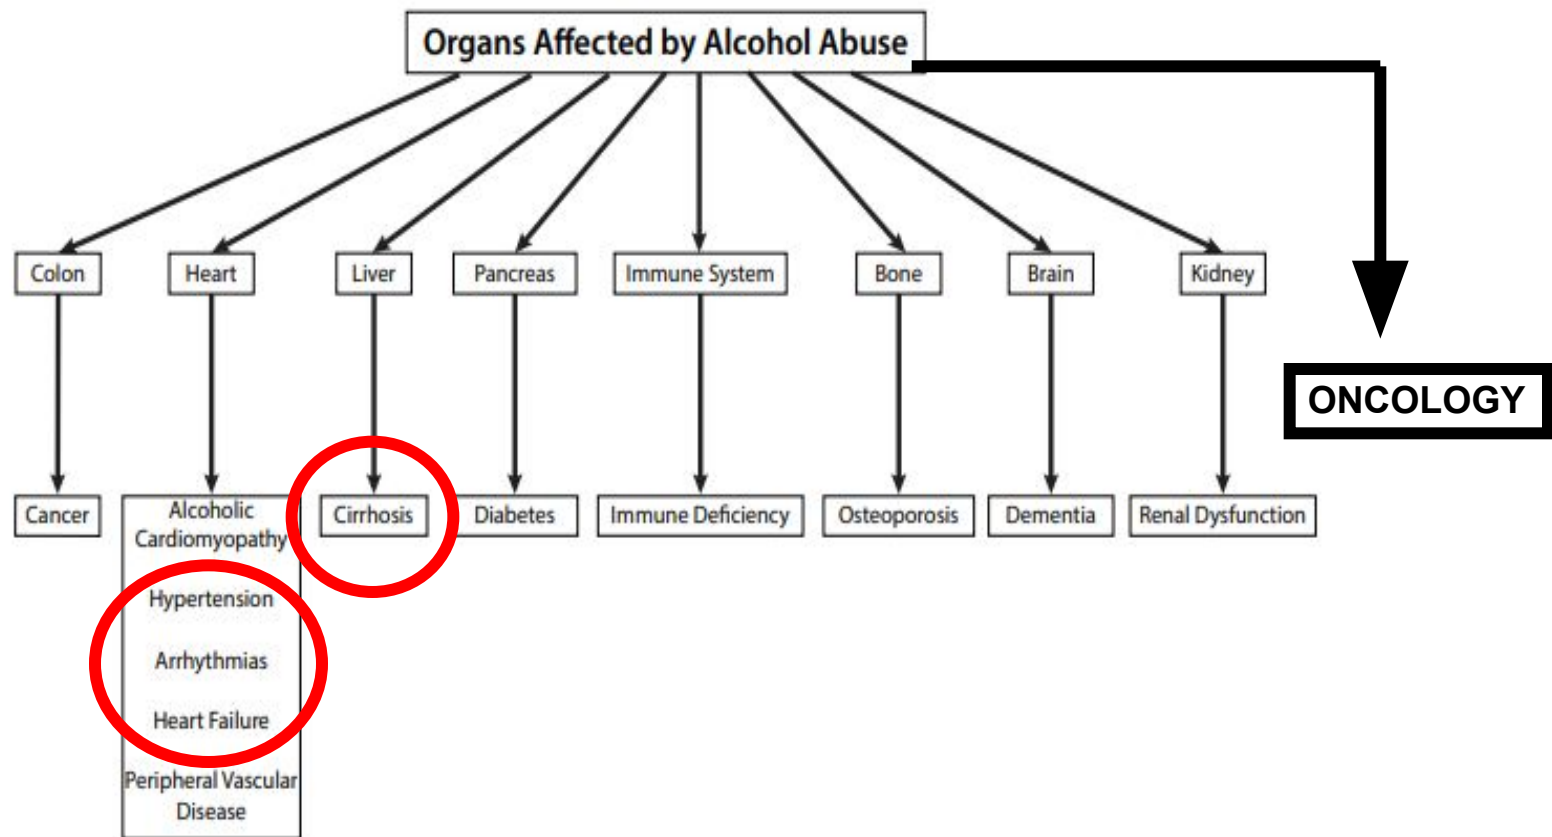 Organs Affected by Alcohol Abuse
Colon
Heart
Liver
Pancreas
Immune System
Bone
Brain
Kidney
ONCOLOGY
Cancer
Alcoholic
Cardiomyopathy
Hypertension
Arrhythmias
Heart Failure
Peripheral Vascular
Disease
Cirrhosis
Diabetes
Immune Deficiency
Osteoporosis
Dementia
Renal Dysfunction